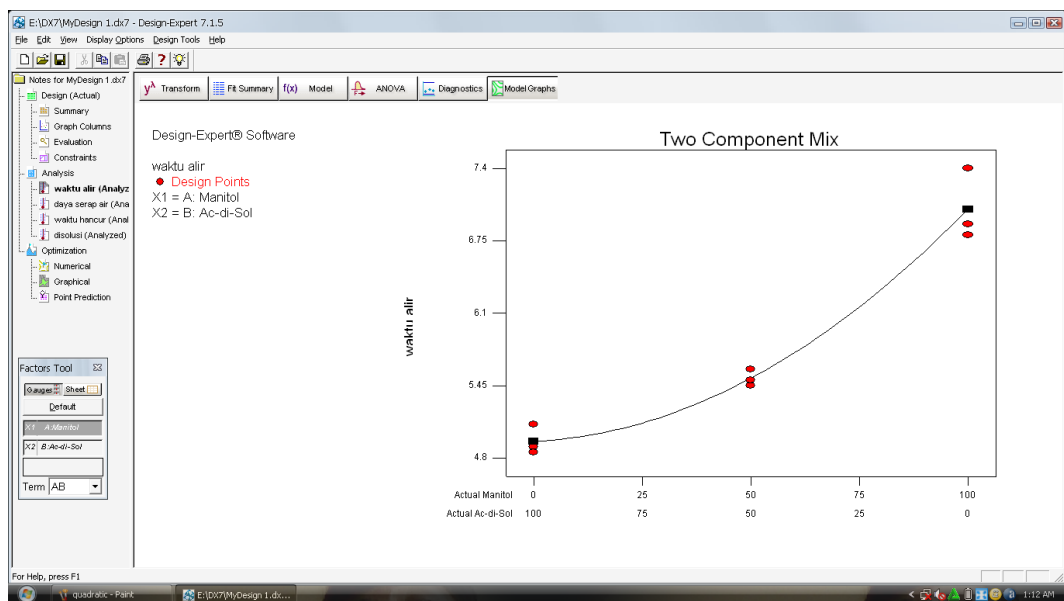 E:\DX7\MyDesign 1.dx7 - Design-Expert 7.1.5
File Edit View Display Options Design Tools Help
Notes for MyDesign 1.dx7
Design (Actual)
Summary
Graph Columns
Evaluation
Constraints
Analysis
waktu alir (Analyz
daya serap air (Ana
waktu hancur (Anal
disolusi (Analyzed)
Optimization
Numerical
Graphical
Point Prediction
yλ Transform Fit Summary f(x) Model ANOVA Diagnostics Model Graphs
Design-Expert® Software
waktu alir
Design Points
X1 = A: Manitol
X2 = B: Ac-di-Sol
Two Component Mix
waktu alir
7.4
6.75
6.1
5.45
4.8
Actual Manitol 0 25 50 75 100
Actual Ac-di-Sol 100 75 50 25 0
Factors Tool
Gauges Sheet
Default
X1 A:Manitol
X2 B:Ac-di-Sol
Term AB
For Help, press F1
quadratic - Paint E:\DX7\MyDesign 1.dx... 1:12 AM